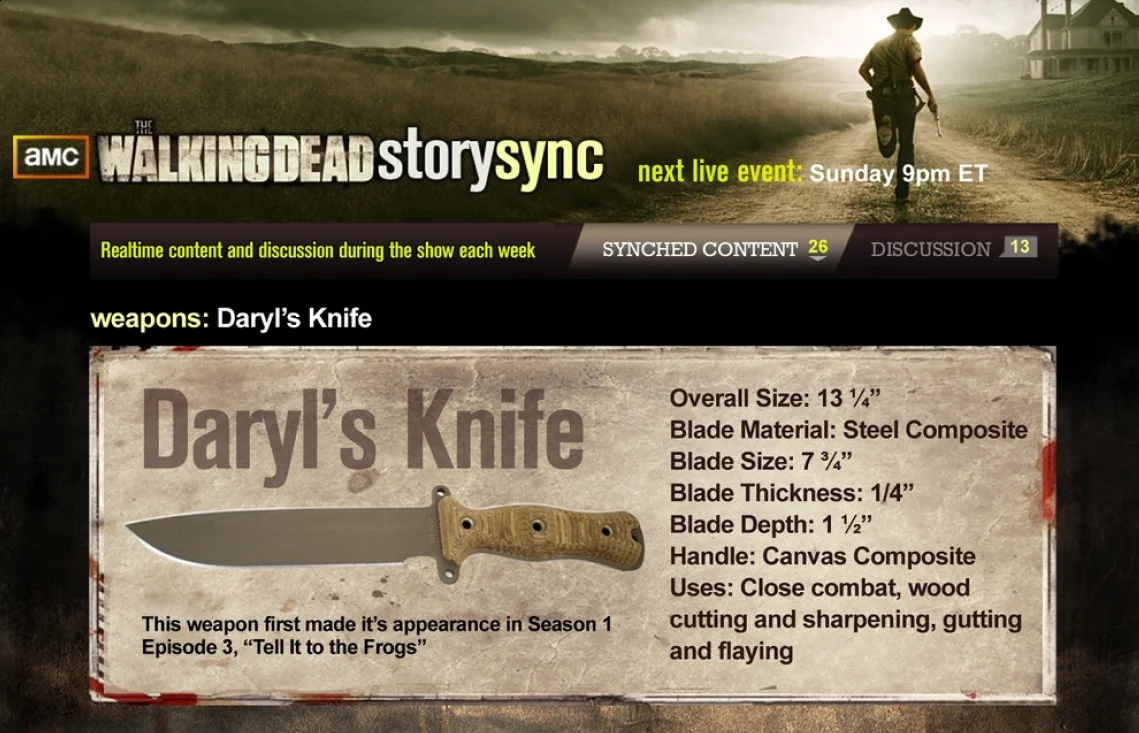 THE
aMC WALKING DEAD storysync
next live event: Sunday 9pm ET
Realtime content and discussion during the show each week
SYNCHED CONTENT 26
DISCUSSION 13
weapons: Daryl’s Knife
Daryl’s Knife
This weapon first made it’s appearance in Season 1
Episode 3, “Tell It to the Frogs”
Overall Size: 13 ¼”
Blade Material: Steel Composite
Blade Size: 7 ¾”
Blade Thickness: 1/4”
Blade Depth: 1 ½”
Handle: Canvas Composite
Uses: Close combat, wood
cutting and sharpening, gutting
and flaying